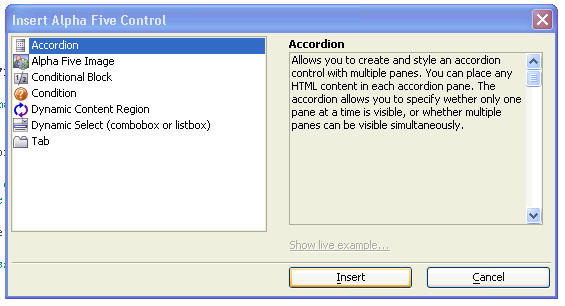 Insert Alpha Five Control
Accordion
Alpha Five Image
Conditional Block
Condition
Dynamic Content Region
Dynamic Select (combobox or listbox)
Tab
Accordion
Allows you to create and style an accordion
control with multiple panes. You can place any
HTML content in each accordion pane. The
accordion allows you to specify wether only one
pane at a time is visible, or whether multiple
panes can be visible simultaneously.
Show live example...
Insert
Cancel